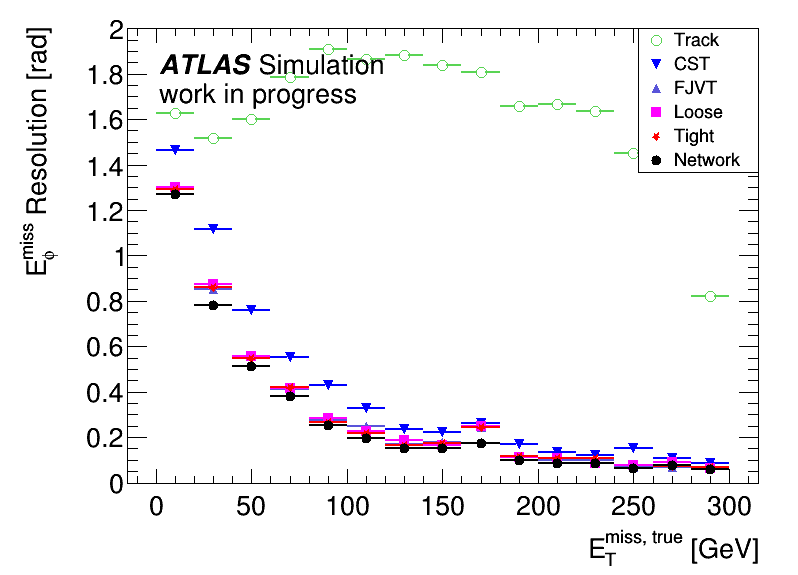 E_ϕ^miss Resolution [rad]
2
1.8
1.6
1.4
1.2
1
0.8
0.6
0.4
0.2
0
ATLAS Simulation
work in progress
Track
CST
FJVT
Loose
Tight
Network
0 50 100 150 200 250 300
E_T^miss, true [GeV]